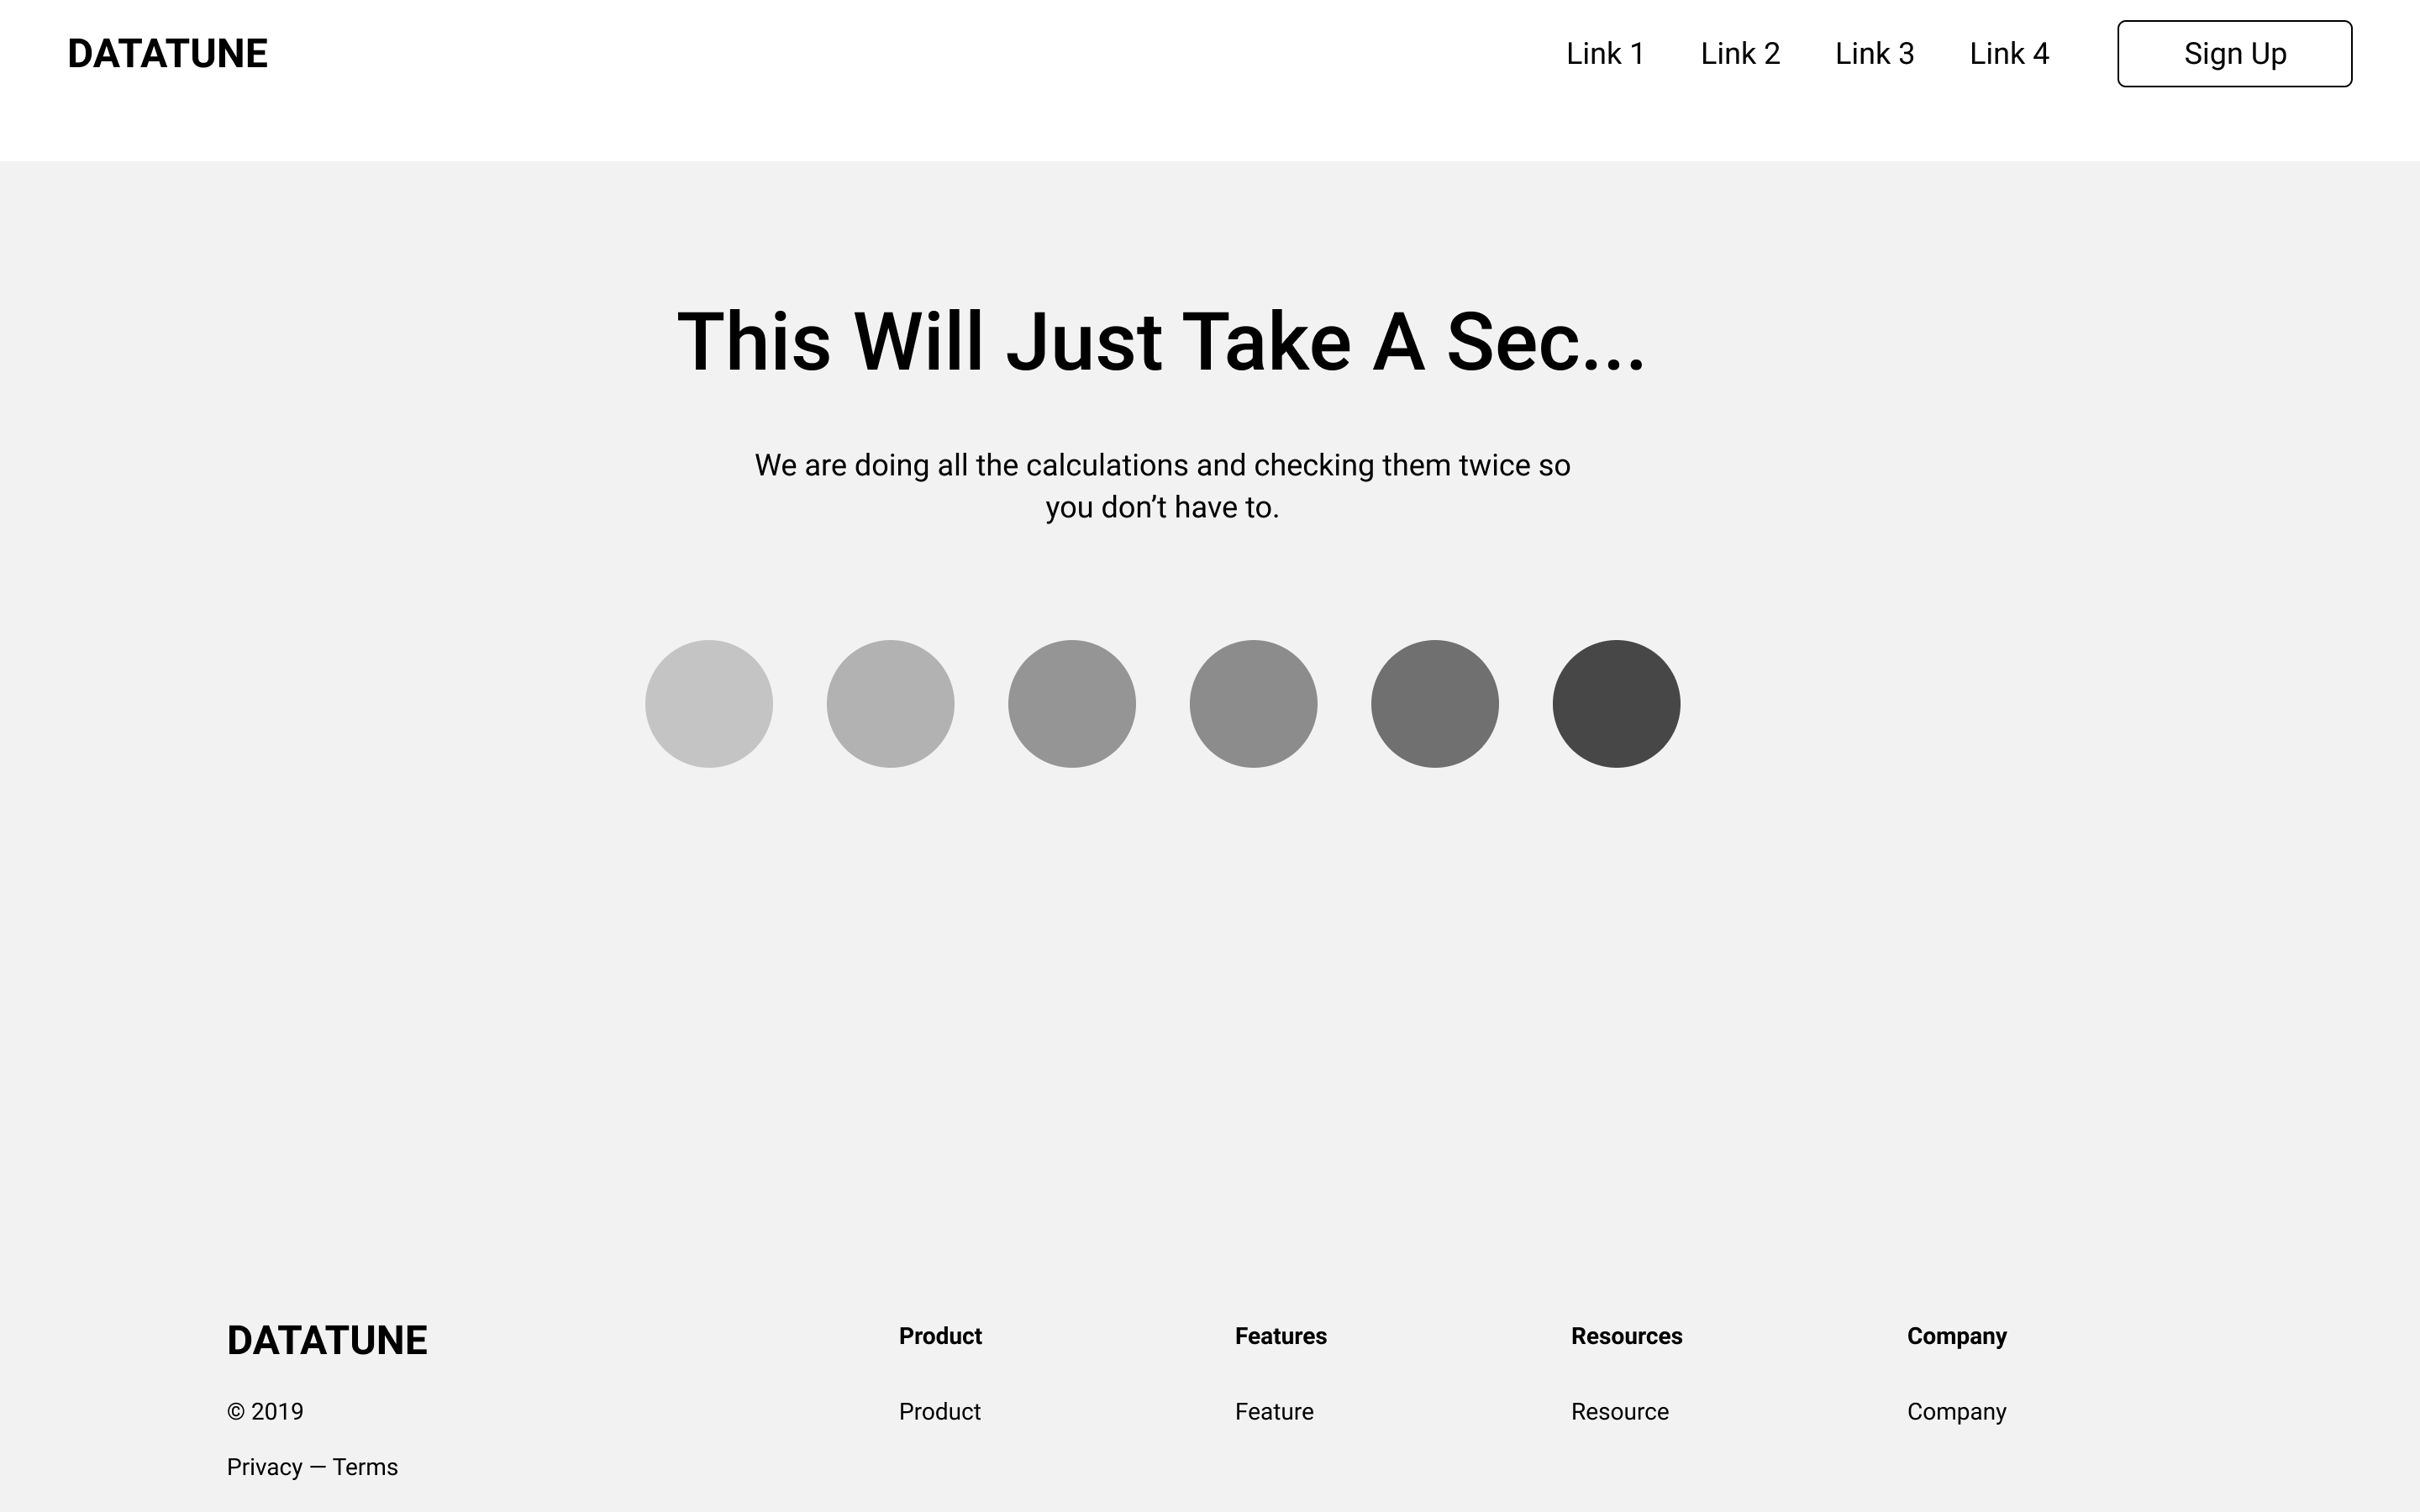 DATATUNE
Link 1
Link 2
Link 3
Link 4
Sign Up
This Will Just Take A Sec...
We are doing all the calculations and checking them twice so
you don’t have to.
DATATUNE
© 2019
Privacy — Terms
Product
Product
Features
Feature
Resources
Resource
Company
Company